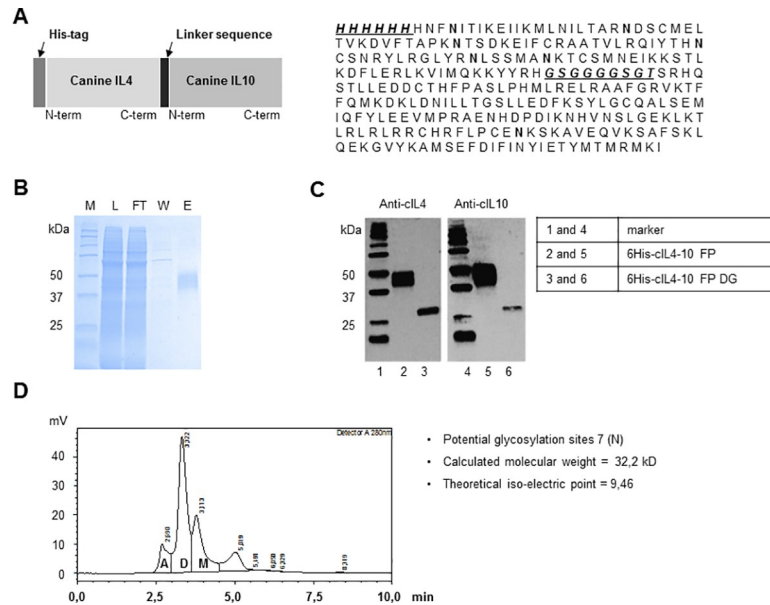 A
His-tag
Linker sequence
Canine IL4
Canine IL10
N-term
C-term
N-term
C-term
HHHHHHHNFNITIKEIIKMLNILTARNDSCMEL
TVKDVFTAPKNTSDKEIFCRAATVLRQIYTHN
CSNRYLRGLYRNLSSMANKTCSMNEIKKSTL
KDFLERLKVIMQKKYYRHGSGGGGSGTSRHQ
STLLEDDCTHFPASLPHMLRELRAAFGRVKTF
FQMKDKLDNILLTGSLLEDFKSYLGCQALSEM
IQFYLEEVMPRAENHDPDIKNHVNSLGEKLKT
LRLRLRRCHRFLPCENKSKAVEQVKSAFSKL
QEKGVYKAMSEFDIFINYIETYMTMRMKI
B
M L FT W E
kDa
50
37
25
C
Anti-cIL4
Anti-cIL10
kDa
50
37
25
1 2 3 4 5 6
1 and 4 marker
2 and 5 6His-cIL4-10 FP
3 and 6 6His-cIL4-10 FP DG
D
mV
50
40
30
20
10
0
Detector A 280nm
A D M
0,0 2,5 5,0 7,5 10,0 min
• Potential glycosylation sites 7 (N)
• Calculated molecular weight = 32,2 kD
• Theoretical iso-electric point = 9,46